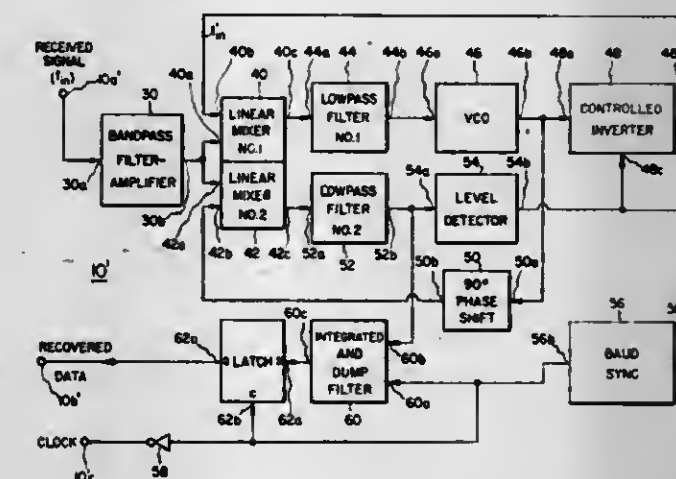 RECEIVED
SIGNAL
(fin)
10a'
30
BANDPASS
FILTER-
AMPLIFIER
30a
30b
f'in
40a
40b
40
40c
LINEAR
MIXER
NO.1
LINEAR
MIXER
NO.2
42a
42b
42
42c
44a
44
44b
LOWPASS
FILTER
NO.1
LOWPASS
FILTER
NO.2
52a
52
52b
46a
46
46b
VCO
48a
48
CONTROLLED
INVERTER
48c
54a
54
54b
LEVEL
DETECTOR
50b
50
50a
90°
PHASE
SHIFT
10'
56
56b
BAUD
SYNC
60c
INTEGRATED
AND
DUMP
FILTER
60b
60a
60
62a
LATCH
C
62b
62a
RECOVERED
DATA
10b'
CLOCK
10'c
58